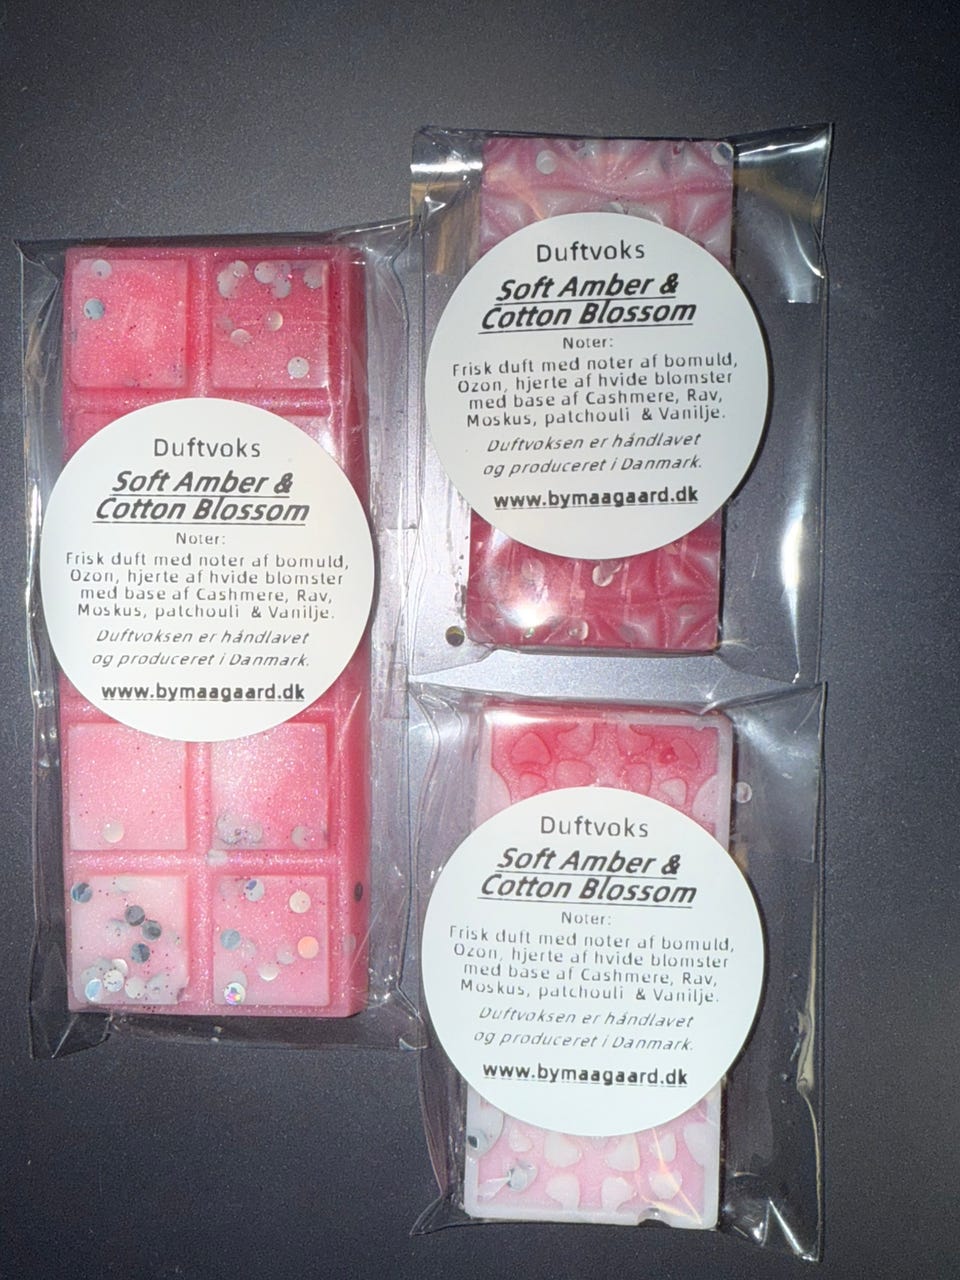 Duftvoks
Soft Amber &
Cotton Blossom
Noter:
Frisk duft med noter af bomuld,
Ozon, hjerte af hvide blomster
med base af Cashmere, Rav,
Moskus, patchouli & Vanilje.
Duftvoksen er håndlavet
og produceret i Danmark.
www.bymaagaard.dk
Duftvoks
Soft Amber &
Cotton Blossom
Noter:
Frisk duft med noter af bomuld,
Ozon, hjerte af hvide blomster
med base af Cashmere, Rav,
Moskus, patchouli & Vanilje.
Duftvoksen er håndlavet
og produceret i Danmark.
www.bymaagaard.dk
Duftvoks
Soft Amber &
Cotton Blossom
Noter:
Frisk duft med noter af bomuld,
Ozon, hjerte af hvide blomster
med base af Cashmere, Rav,
Moskus, patchouli & Vanilje.
Duftvoksen er håndlavet
og produceret i Danmark.
www.bymaagaard.dk